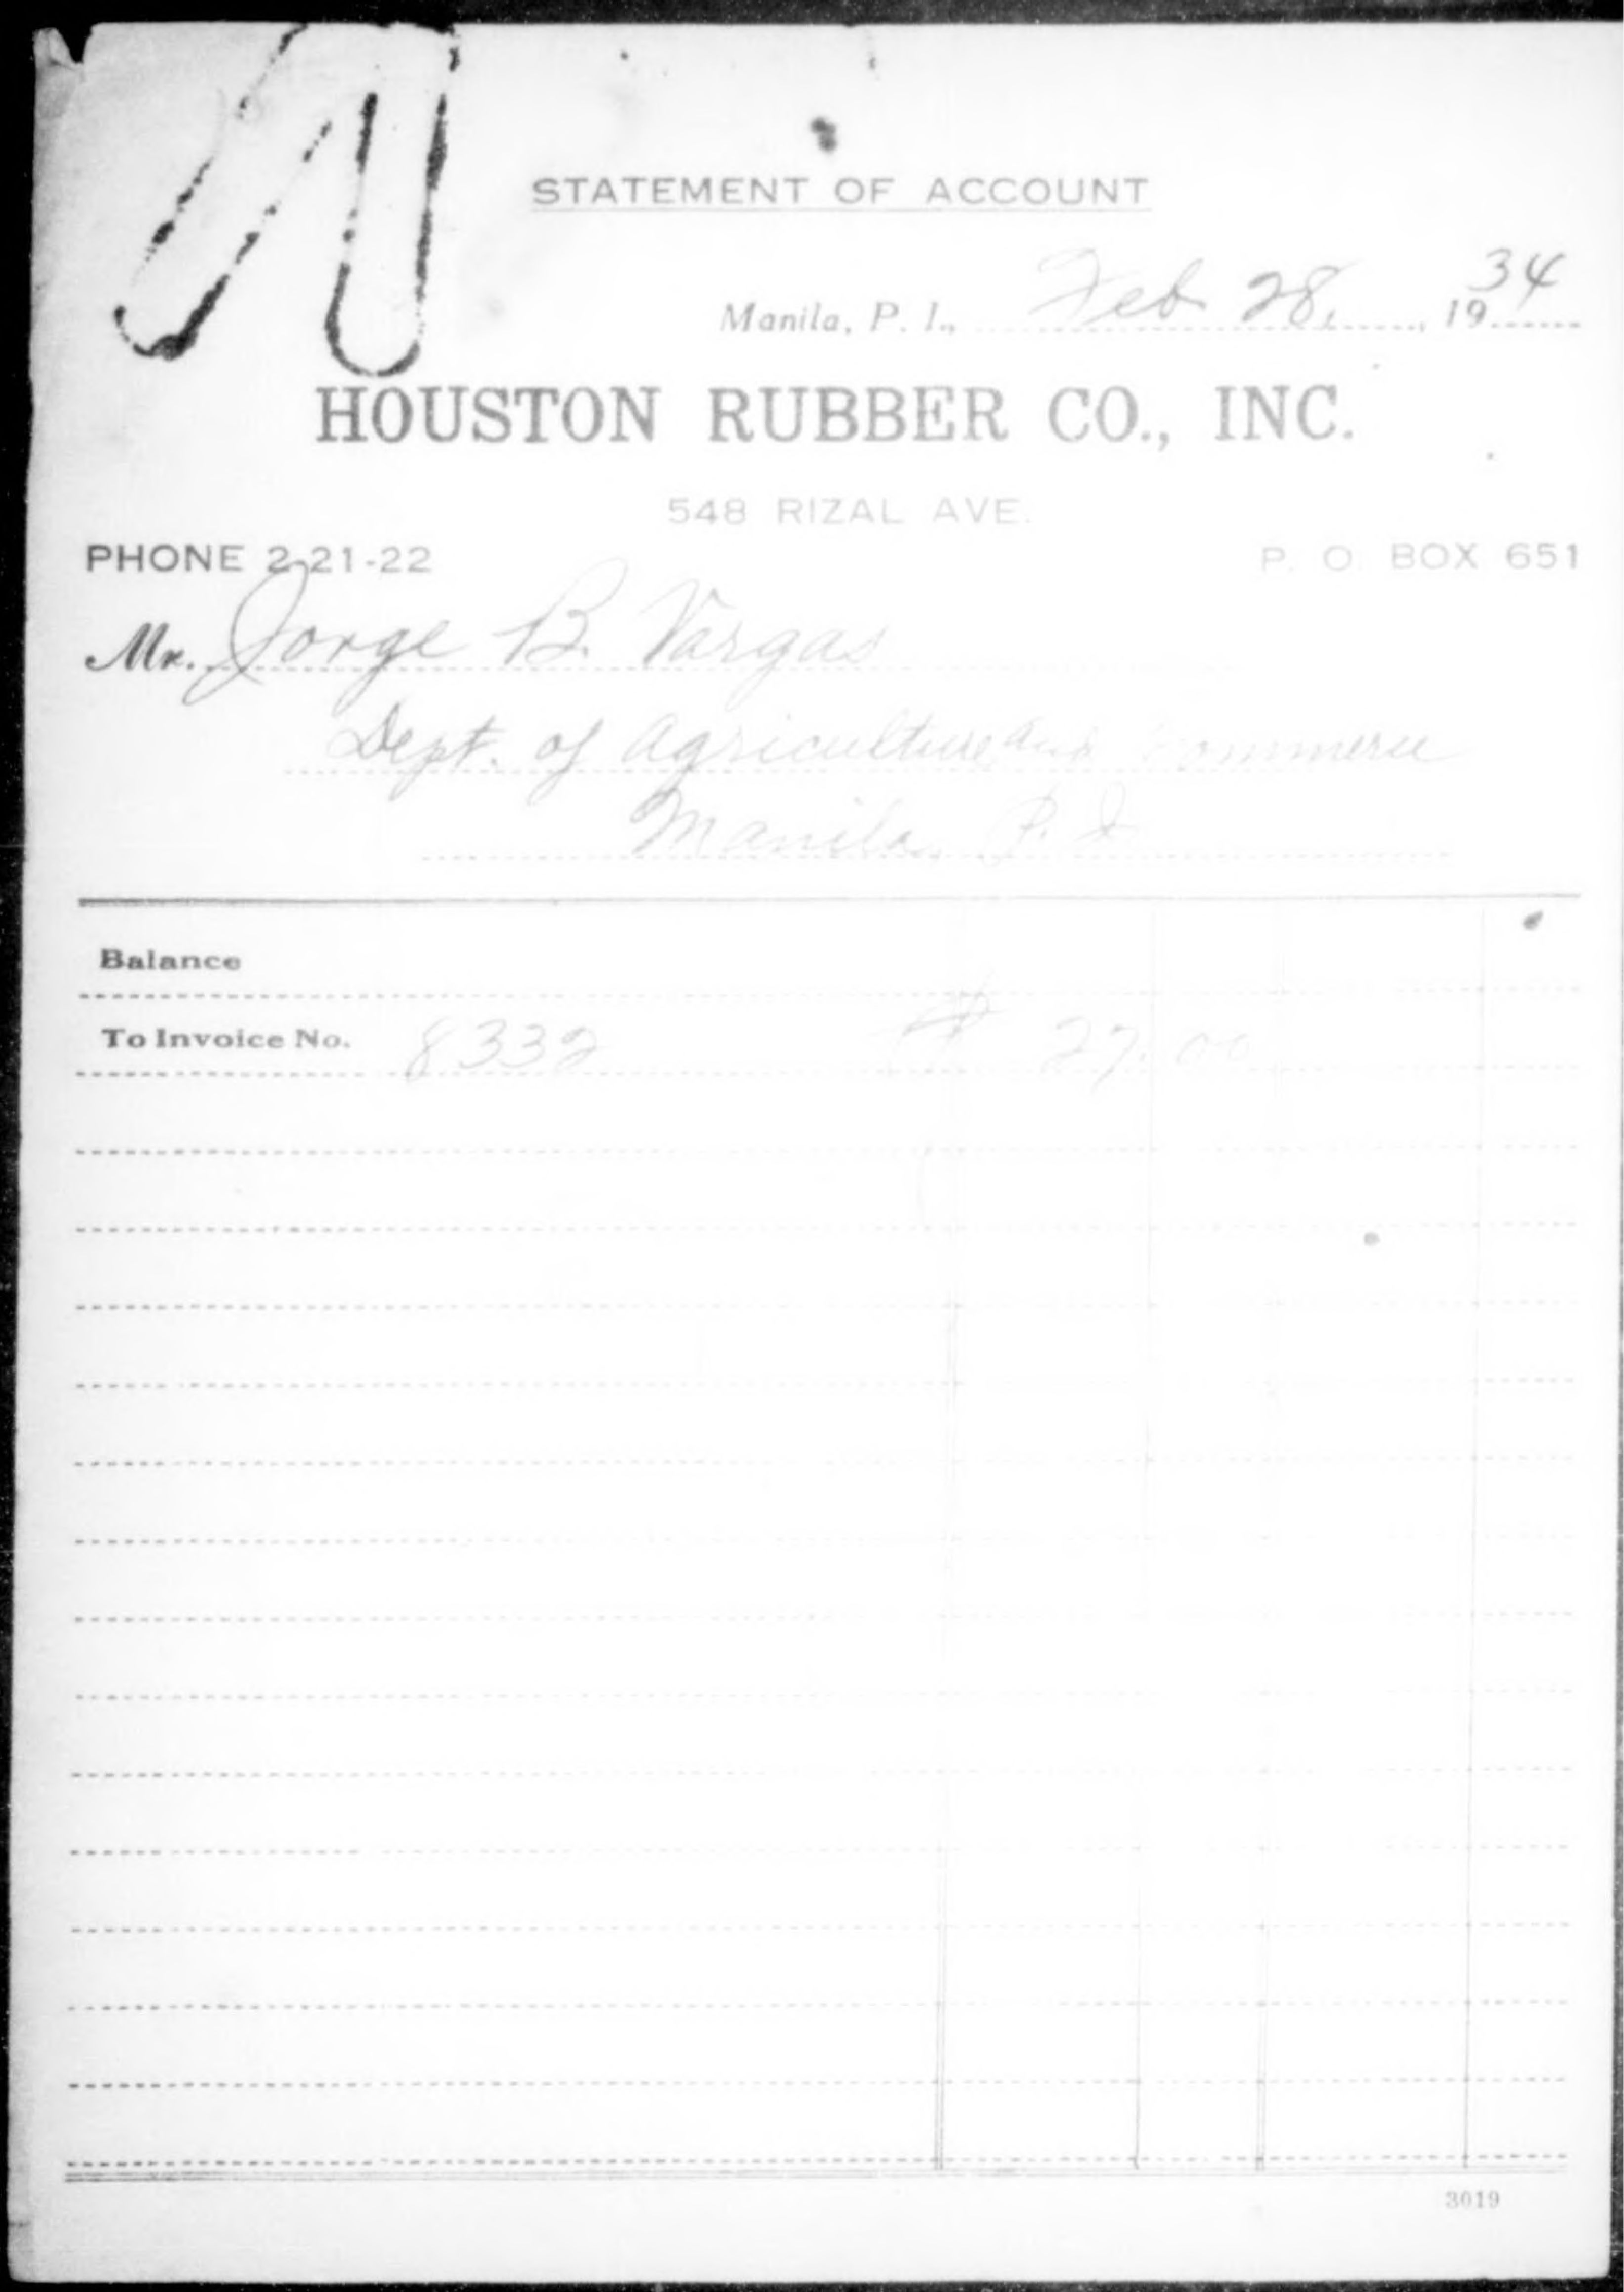 STATEMENT OF ACCOUNT
Manila, P. I., Feb 28, 1934
HOUSTON RUBBER CO., INC.
548 RIZAL AVE.
PHONE 2-21-22 P. O. BOX 651
Mr. Jorge B. Vargas
Dept. of Agriculture and Commerce
Manila, P. I.
Balance
To Invoice No. 8332 ₱ 27.00
3019